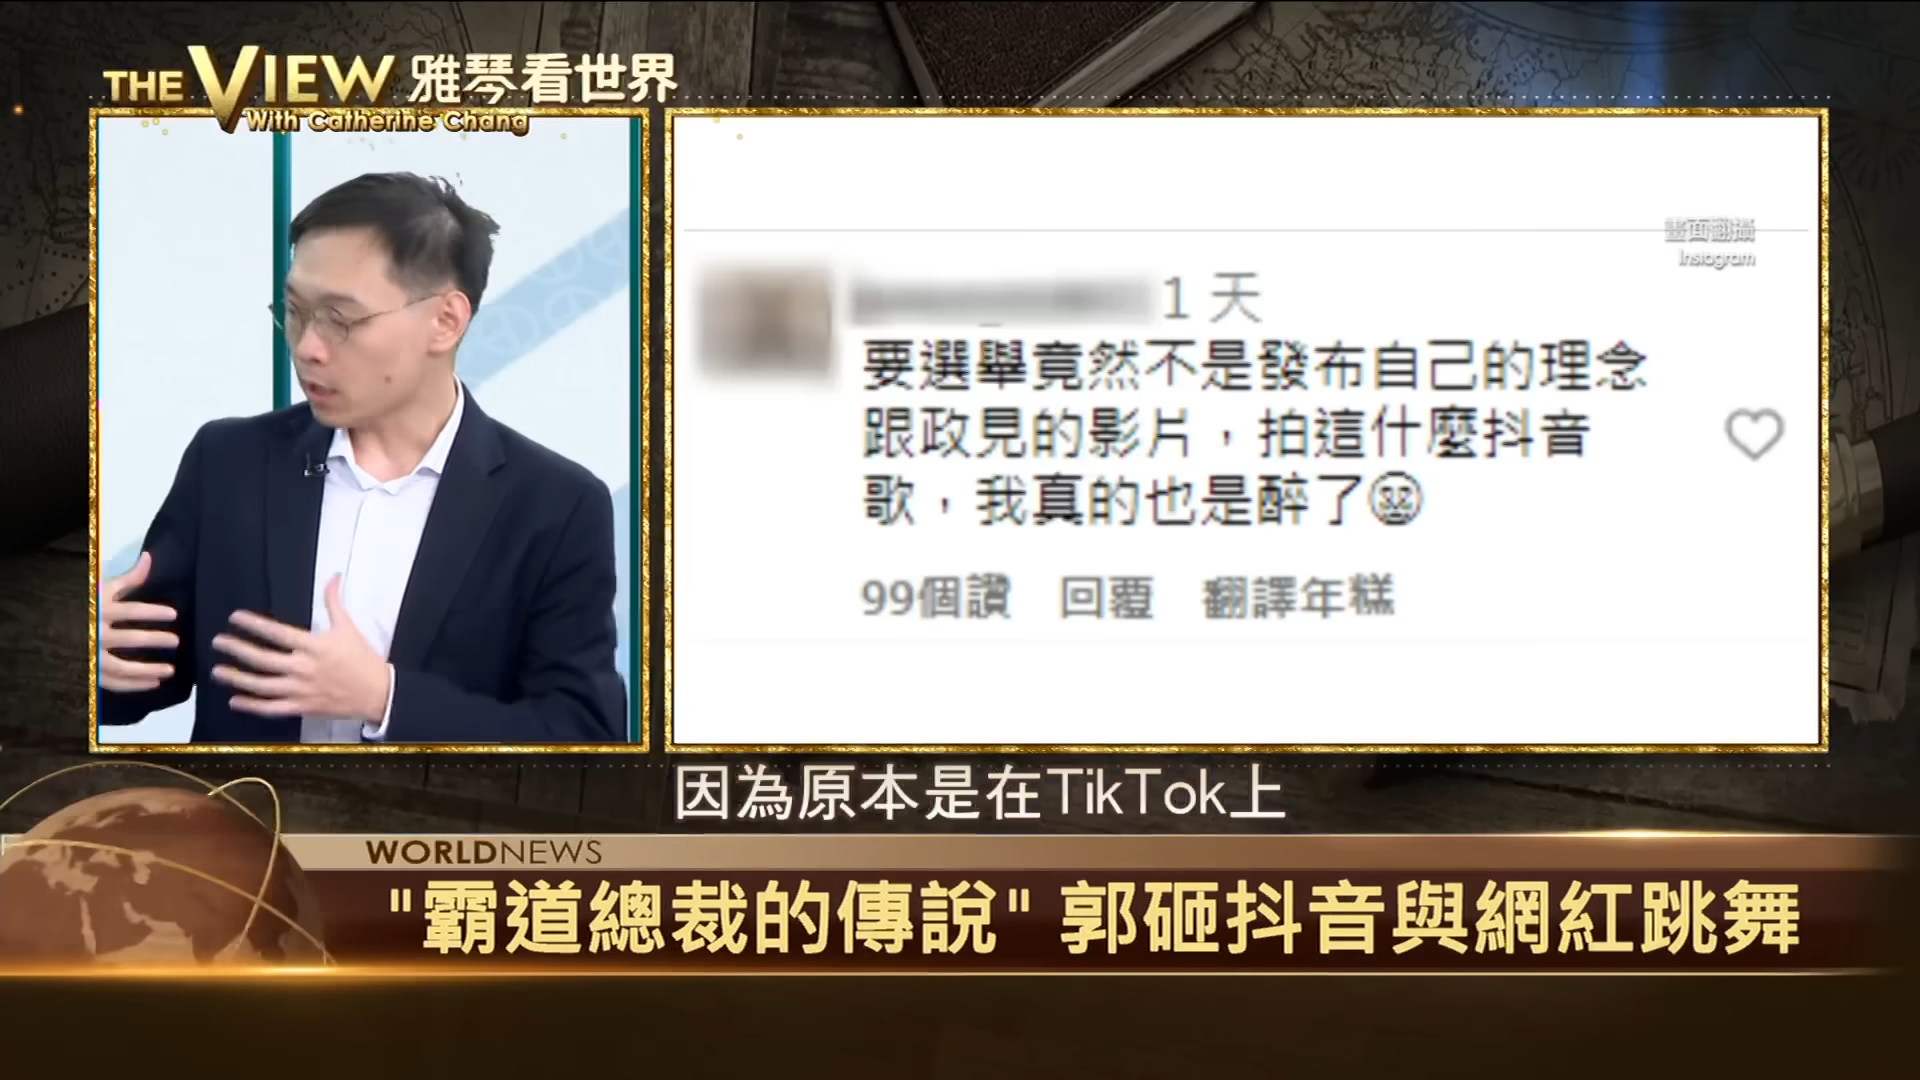 THE VIEW 雅琴看世界
With Catherine Chang
畫面翻攝
Instagram
1 天
要選舉竟然不是發布自己的理念
跟政見的影片，拍這什麼抖音
歌，我真的也是醉了
99個讚 回覆 翻譯年糕
因為原本是在TikTok上
WORLDNEWS
"霸道總裁的傳說" 郭砸抖音與網紅跳舞